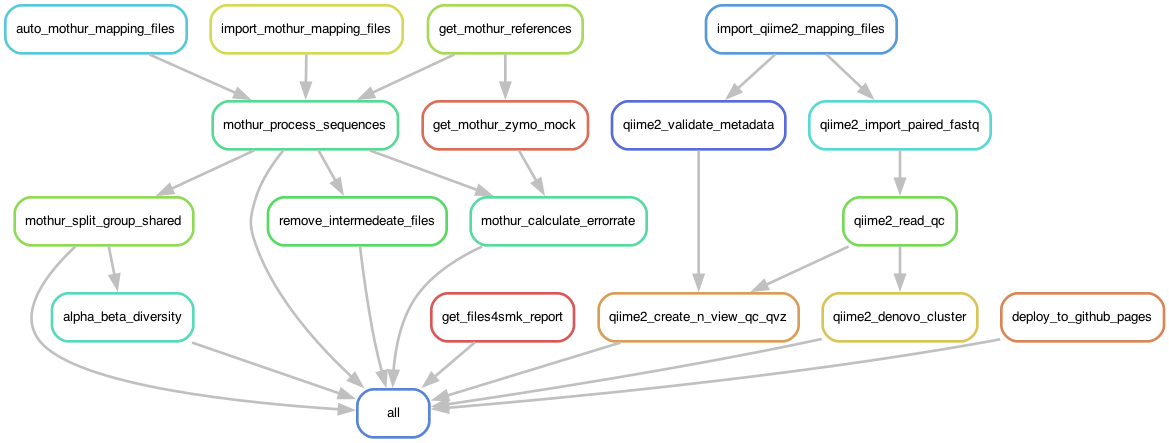 auto_mothur_mapping_files
import_mothur_mapping_files
get_mothur_references
import_qiime2_mapping_files
mothur_process_sequences
get_mothur_zymo_mock
qiime2_validate_metadata
qiime2_import_paired_fastq
mothur_split_group_shared
remove_intermedeate_files
mothur_calculate_errorrate
qiime2_read_qc
alpha_beta_diversity
get_files4smk_report
qiime2_create_n_view_qc_qvz
qiime2_denovo_cluster
deploy_to_github_pages
all